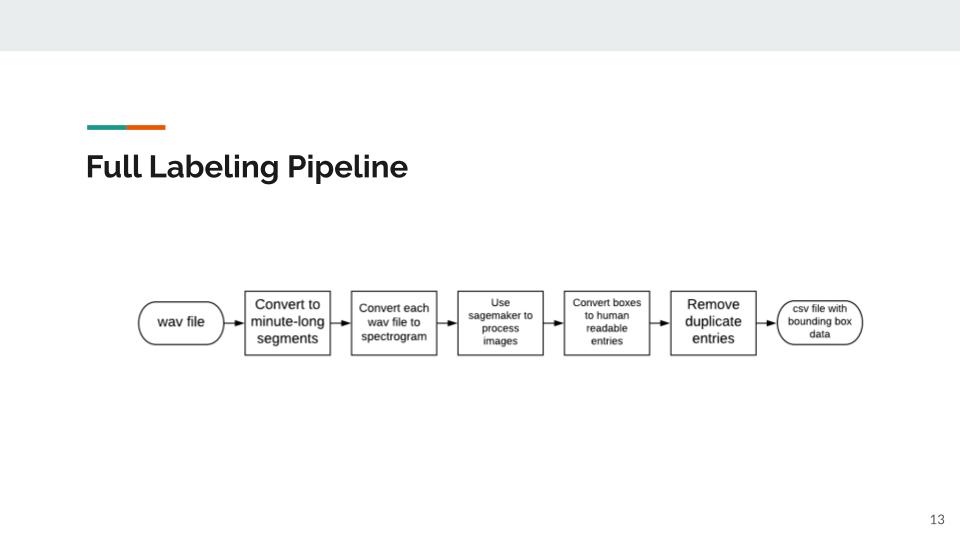 Full Labeling Pipeline
wav file
Convert to
minute-long
segments
Convert each
wav file to
spectrogram
Use
sagemaker to
process
images
Convert boxes
to human
readable
entries
Remove
duplicate
entries
csv file with
bounding box
data
13